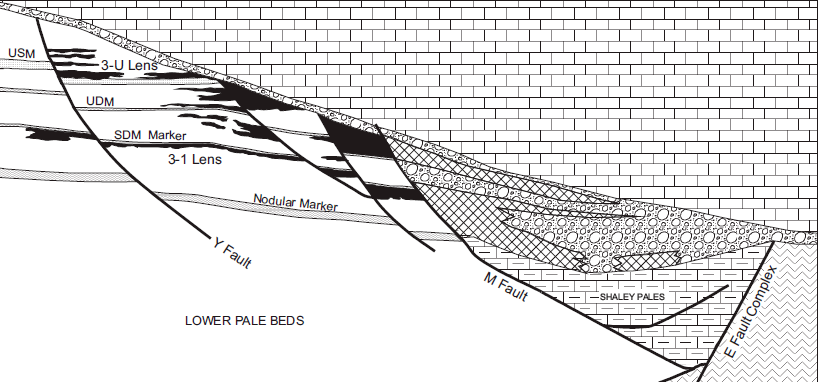 USM
3-U Lens
UDM
SDM Marker
3-1 Lens
Nodular Marker
Y Fault
M Fault
SHALEY PALES
E Fault Complex
LOWER PALE BEDS